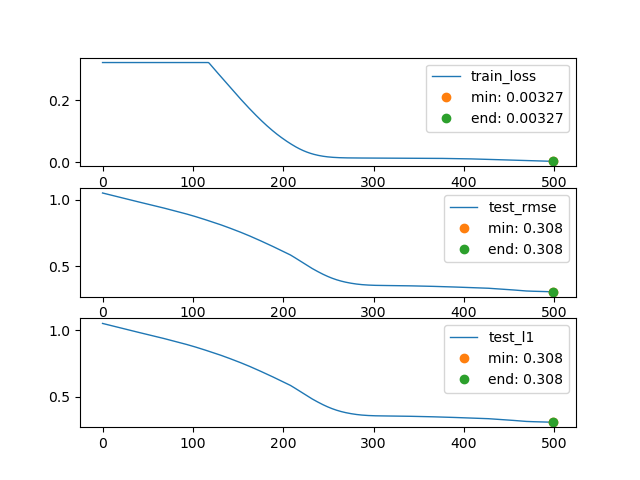 train_loss
min: 0.00327
end: 0.00327
0.2
0.0
0 100 200 300 400 500
test_rmse
min: 0.308
end: 0.308
1.0
0.5
0 100 200 300 400 500
test_l1
min: 0.308
end: 0.308
1.0
0.5
0 100 200 300 400 500